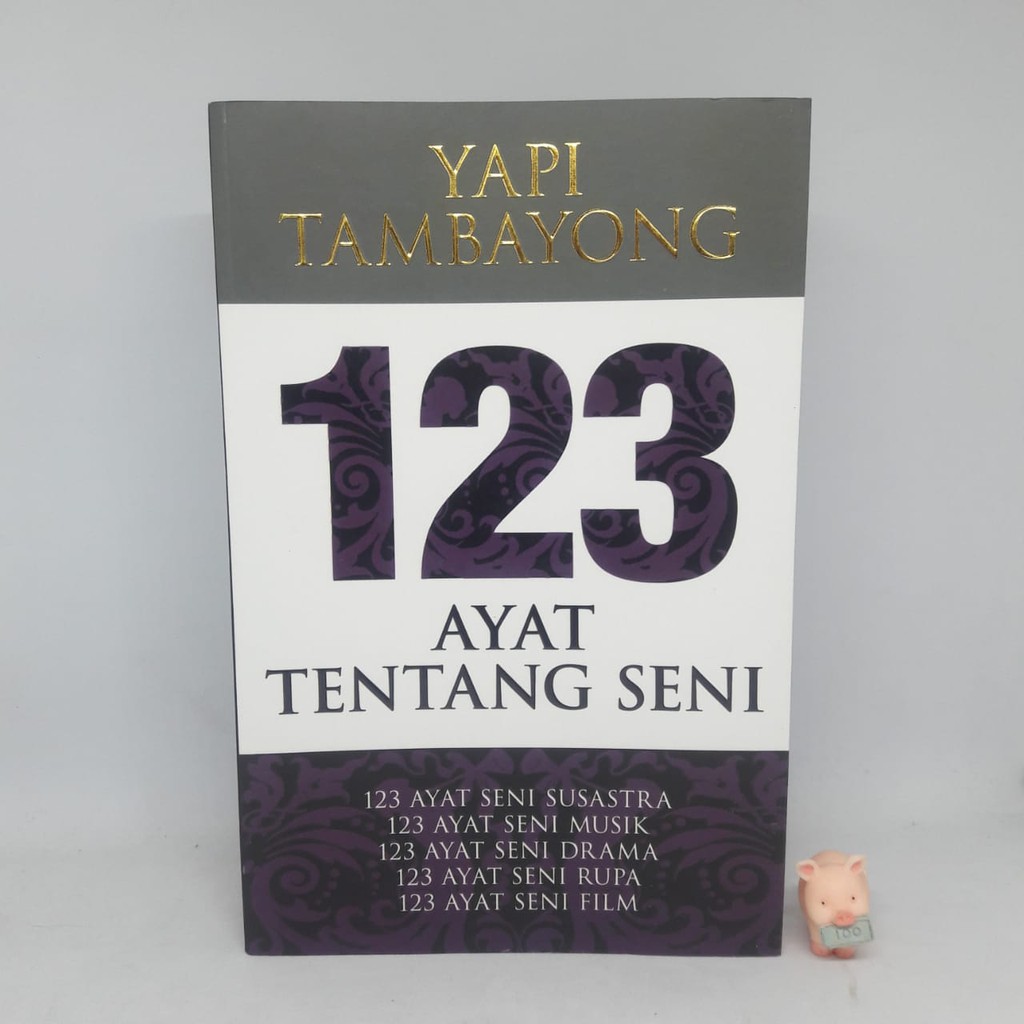 YAPI
TAMBAYONG
123
AYAT
TENTANG SENI
123 AYAT SENI SUSASTRA
123 AYAT SENI MUSIK
123 AYAT SENI DRAMA
123 AYAT SENI RUPA
123 AYAT SENI FILM
100